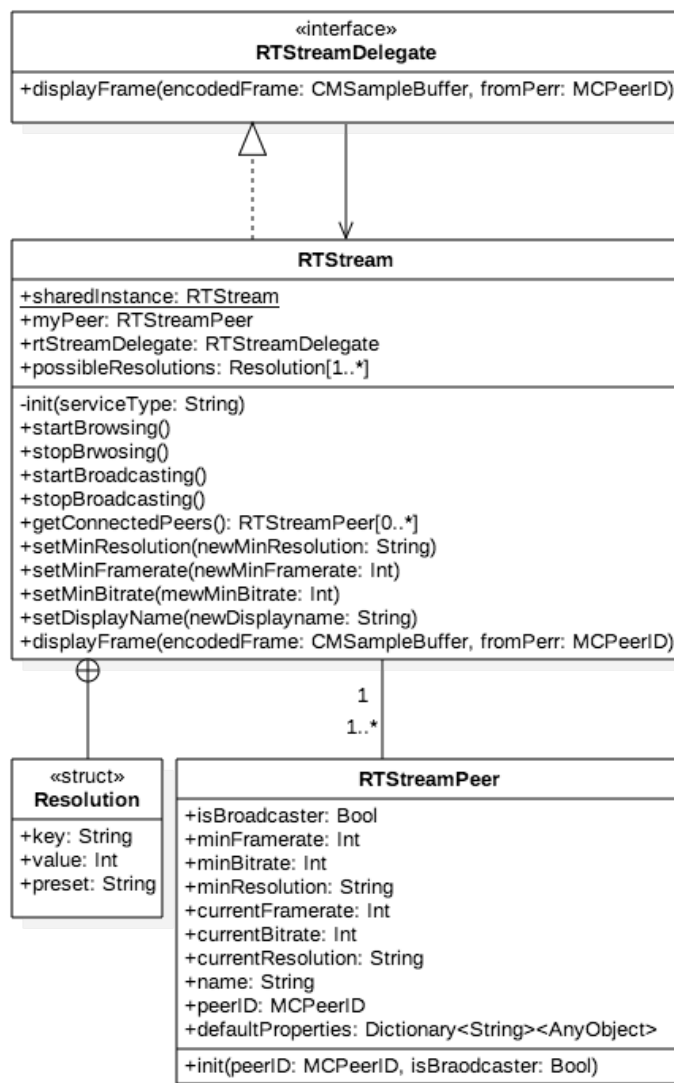 «interface»
RTStreamDelegate
+displayFrame(encodedFrame: CMSampleBuffer, fromPerr: MCPeerID)
RTStream
+sharedInstance: RTStream
+myPeer: RTStreamPeer
+rtStreamDelegate: RTStreamDelegate
+possibleResolutions: Resolution[1..*]
-init(serviceType: String)
+startBrowsing()
+stopBrwosing()
+startBroadcasting()
+stopBroadcasting()
+getConnectedPeers(): RTStreamPeer[0..*]
+setMinResolution(newMinResolution: String)
+setMinFramerate(newMinFramerate: Int)
+setMinBitrate(mewMinBitrate: Int)
+setDisplayName(newDisplayname: String)
+displayFrame(encodedFrame: CMSampleBuffer, fromPerr: MCPeerID)
1
1..*
«struct»
Resolution
+key: String
+value: Int
+preset: String
RTStreamPeer
+isBroadcaster: Bool
+minFramerate: Int
+minBitrate: Int
+minResolution: String
+currentFramerate: Int
+currentBitrate: Int
+currentResolution: String
+name: String
+peerID: MCPeerID
+defaultProperties: Dictionary<String><AnyObject>
+init(peerID: MCPeerID, isBraodcaster: Bool)